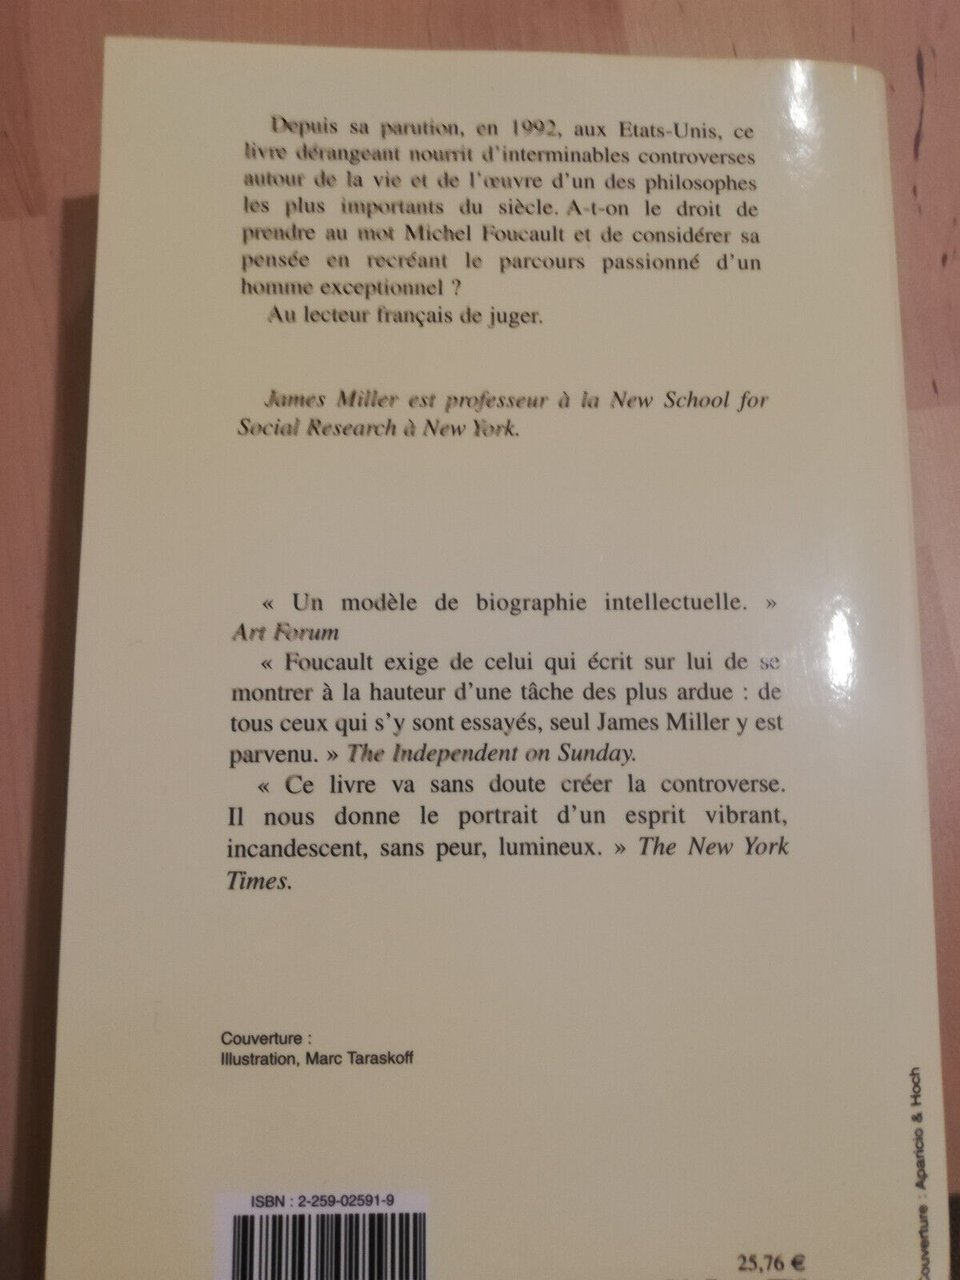 Depuis sa parution, en 1992, aux Etats-Unis, ce
livre dérangeant nourrit d'interminables controverses
autour de la vie et de l'œuvre d'un des philosophes
les plus importants du siècle. A-t-on le droit de
prendre au mot Michel Foucault et de considérer sa
pensée en recréant le parcours passionné d'un
homme exceptionnel ?
Au lecteur français de juger.
James Miller est professeur à la New School for
Social Research à New York.
« Un modèle de biographie intellectuelle. »
Art Forum
« Foucault exige de celui qui écrit sur lui de se
montrer à la hauteur d'une tâche des plus ardue : de
tous ceux qui s'y sont essayés, seul James Miller y est
parvenu. » The Independent on Sunday.
« Ce livre va sans doute créer la controverse.
Il nous donne le portrait d'un esprit vibrant,
incandescent, sans peur, lumineux. » The New York
Times.
Couverture :
Illustration, Marc Taraskoff
ISBN : 2-259-02591-9
25,76 €
ouverture : Aparicio & Hoch